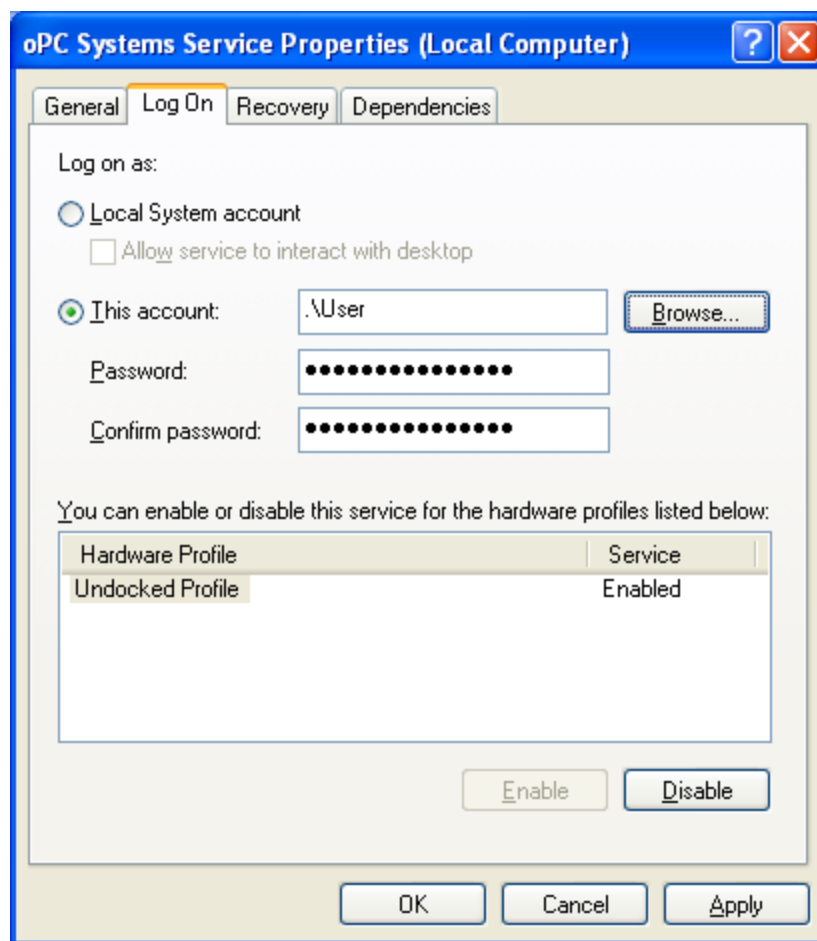 oPC Systems Service Properties (Local Computer)
General Log On Recovery Dependencies
Log on as:
Local System account
Allow service to interact with desktop
This account: .\User Browse...
Password: ●●●●●●●●●●●●●●●
Confirm password: ●●●●●●●●●●●●●●●
You can enable or disable this service for the hardware profiles listed below:
Hardware Profile Service
Undocked Profile Enabled
Enable Disable
OK Cancel Apply